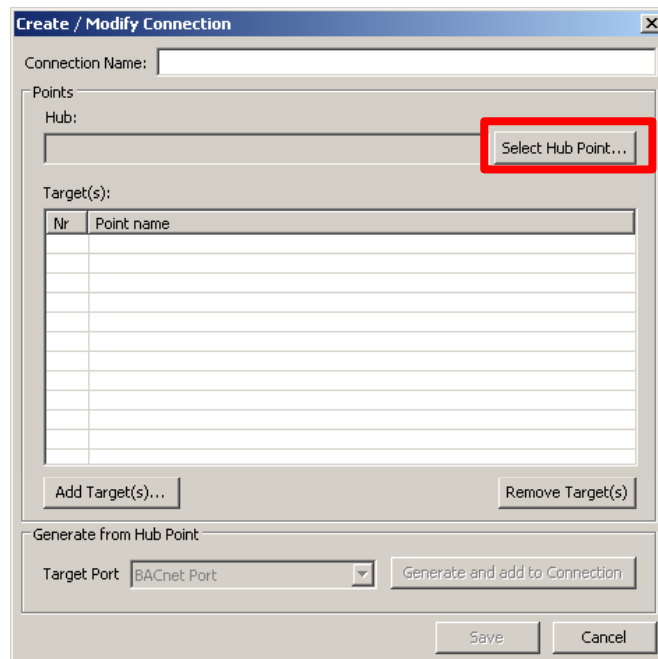 Create / Modify Connection
Connection Name:
Points
Hub:
Select Hub Point...
Target(s):
Nr Point name
Add Target(s)... Remove Target(s)
Generate from Hub Point
Target Port BACnet Port Generate and add to Connection
Save Cancel